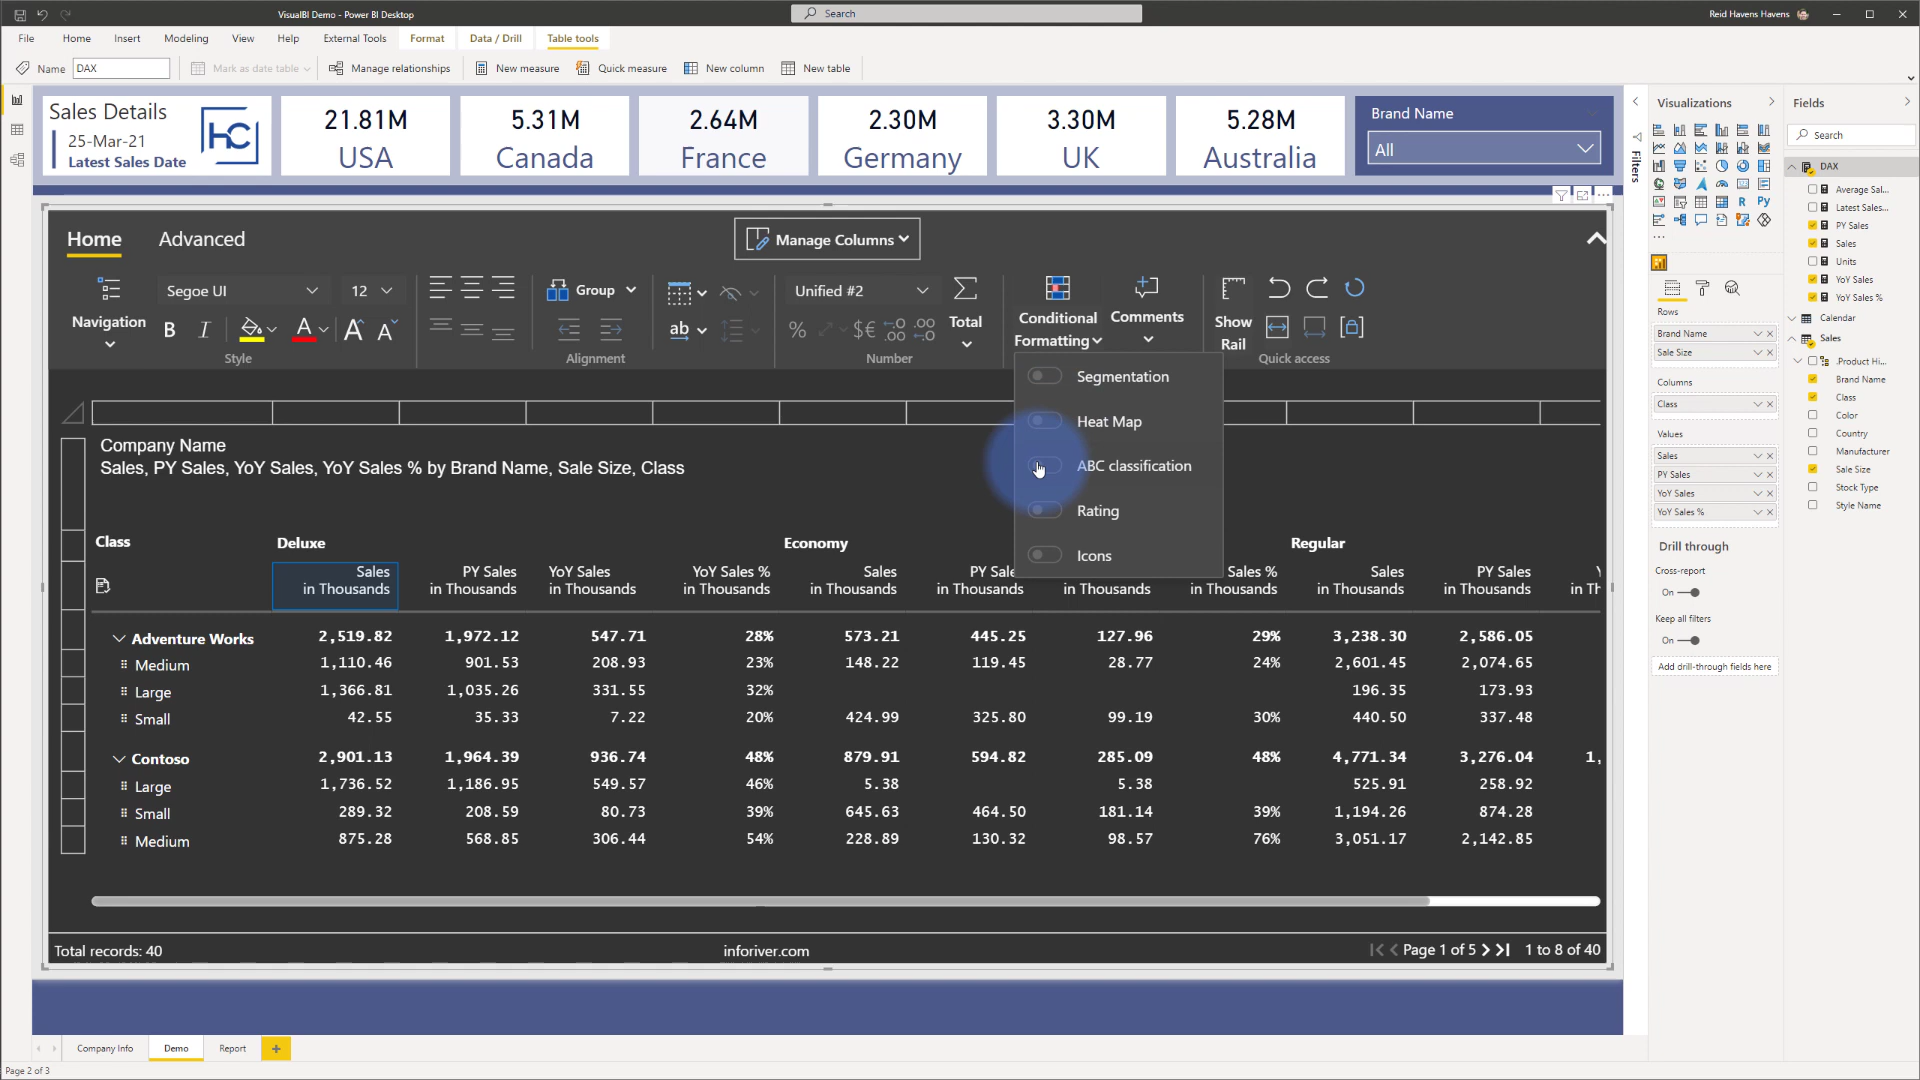 VisualBI Demo - Power BI Desktop
Search
Reid Havens Havens
File Home Insert Modeling View Help External Tools Format Data / Drill Table tools
Name DAX Mark as date table Manage relationships New measure Quick measure New column New table
Sales Details
25-Mar-21
Latest Sales Date
hc
21.81M
USA
5.31M
Canada
2.64M
France
2.30M
Germany
3.30M
UK
5.28M
Australia
Brand Name
All
Home Advanced Manage Columns
Navigation
Segoe UI 12
B I A A A
Style
Group
ab
Alignment
Unified #2
% $€ .00
Number
Total
Conditional Formatting
Comments
Show Rail
Quick access
Segmentation
Heat Map
ABC classification
Rating
Icons
Company Name
Sales, PY Sales, YoY Sales, YoY Sales % by Brand Name, Sale Size, Class
Class Deluxe Economy Regular
Sales PY Sales YoY Sales YoY Sales % Sales PY Sale Sales % Sales PY Sales Y
in Thousands in Thousands in Thousands in Thousands in Thousands in Thousands in Thousands in Thousands in Thousands in Thousands in Th
Adventure Works 2,519.82 1,972.12 547.71 28% 573.21 445.25 127.96 29% 3,238.30 2,586.05
Medium 1,110.46 901.53 208.93 23% 148.22 119.45 28.77 24% 2,601.45 2,074.65
Large 1,366.81 1,035.26 331.55 32% 196.35 173.93
Small 42.55 35.33 7.22 20% 424.99 325.80 99.19 30% 440.50 337.48
Contoso 2,901.13 1,964.39 936.74 48% 879.91 594.82 285.09 48% 4,771.34 3,276.04 1,
Large 1,736.52 1,186.95 549.57 46% 5.38 5.38 525.91 258.92
Small 289.32 208.59 80.73 39% 645.63 464.50 181.14 39% 1,194.26 874.28
Medium 875.28 568.85 306.44 54% 228.89 130.32 98.57 76% 3,051.17 2,142.85
Total records: 40 inforiver.com Page 1 of 5 1 to 8 of 40
Company Info Demo Report +
Page 2 of 3
Filters
Visualizations
R Py
Rows
Brand Name
Sale Size
Columns
Class
Values
Sales
PY Sales
YoY Sales
YoY Sales %
Drill through
Cross-report
On
Keep all filters
On
Add drill-through fields here
Fields
Search
DAX
Average Sal...
Latest Sales...
PY Sales
Sales
Units
YoY Sales
YoY Sales %
Calendar
Sales
.Product Hi...
Brand Name
Class
Color
Country
Manufacturer
Sale Size
Stock Type
Style Name